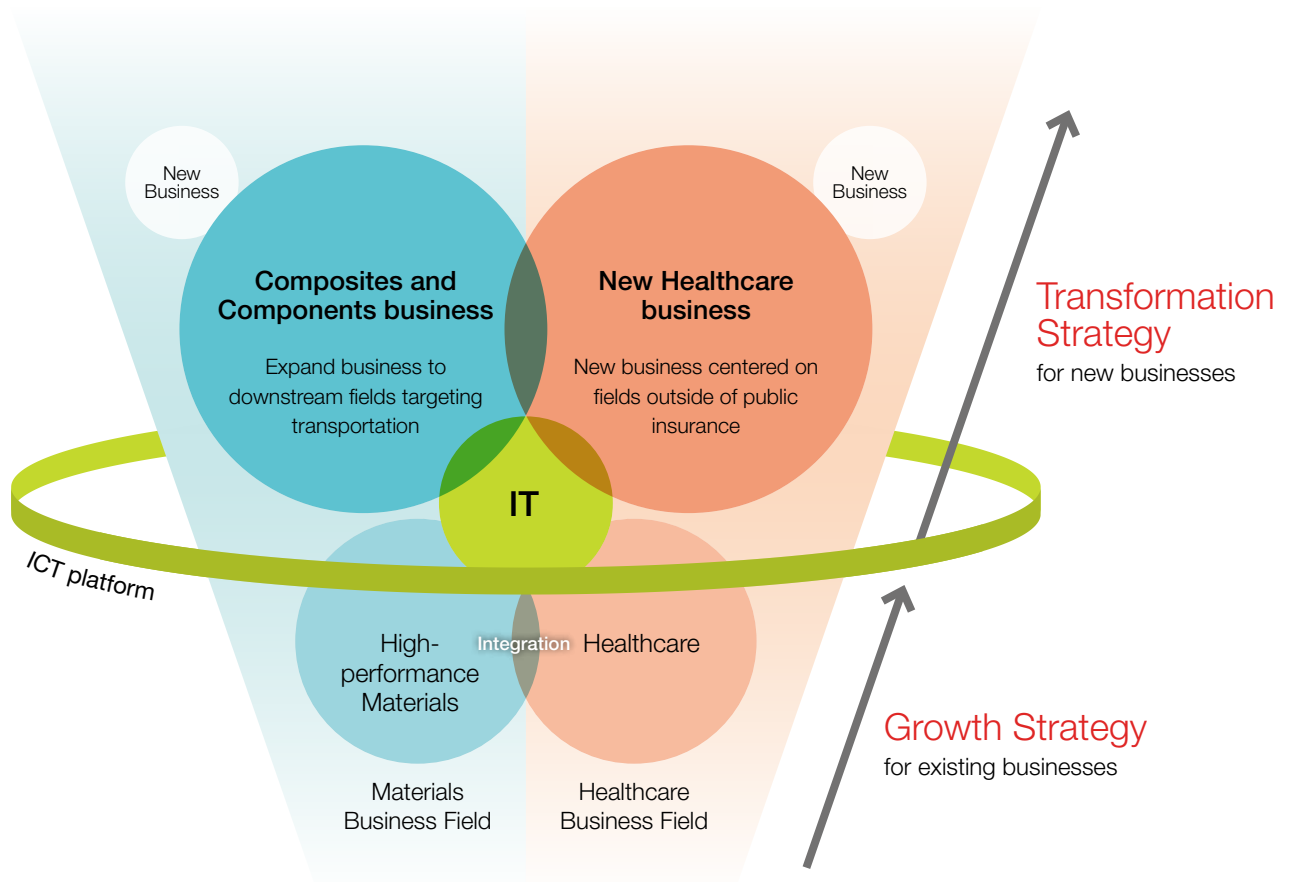 New
Business
New
Business
Composites and
Components business
Expand business to
downstream fields targeting
transportation
New Healthcare
business
New business centered on
fields outside of public
insurance
Transformation
Strategy
for new businesses
IT
ICT platform
High-
performance
Materials
Integration
Healthcare
Growth Strategy
for existing businesses
Materials
Business Field
Healthcare
Business Field